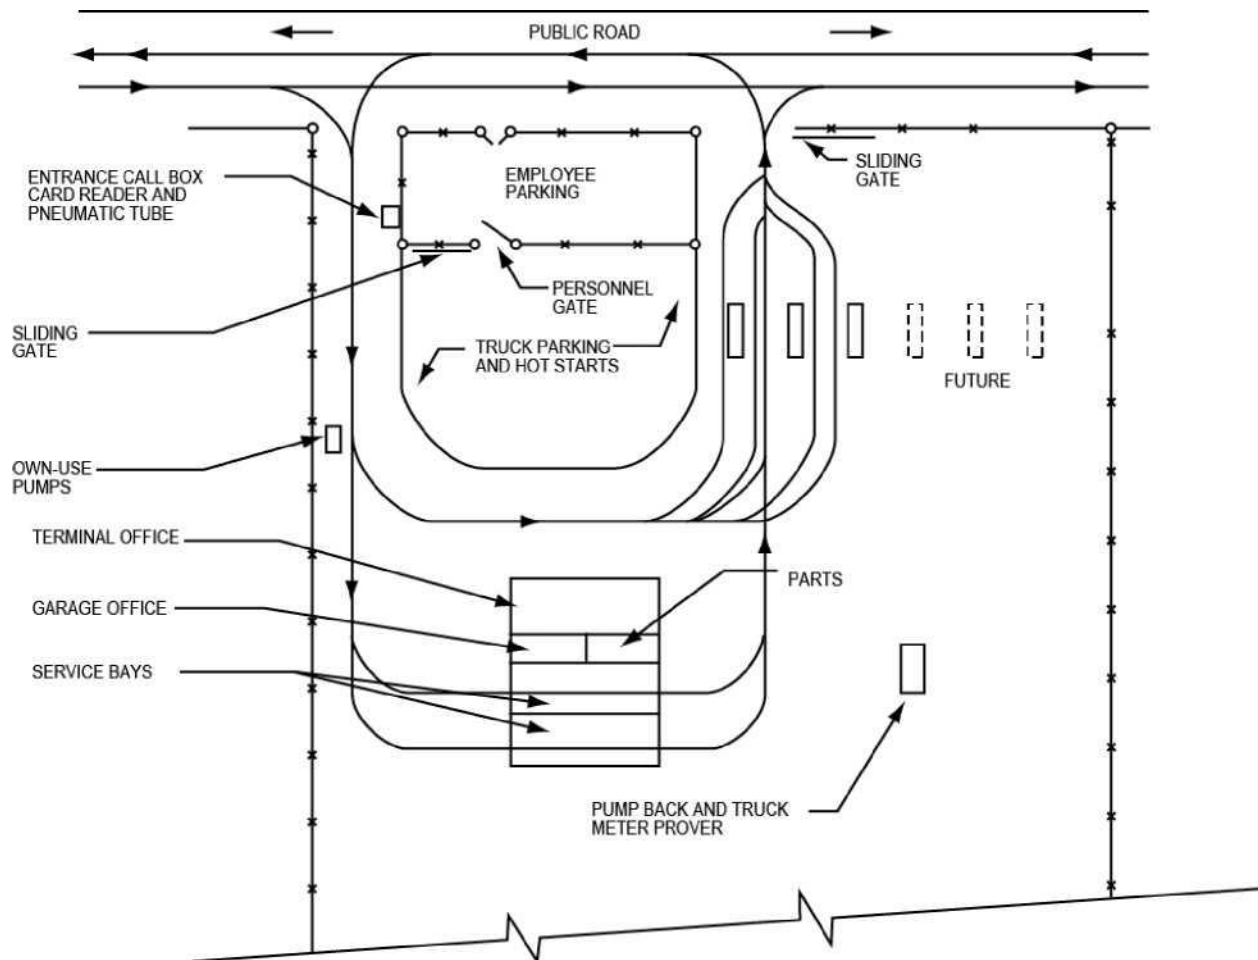 PUBLIC ROAD
ENTRANCE CALL BOX
CARD READER AND
PNEUMATIC TUBE
EMPLOYEE
PARKING
SLIDING
GATE
PERSONNEL
GATE
SLIDING
GATE
TRUCK PARKING
AND HOT STARTS
FUTURE
OWN-USE
PUMPS
TERMINAL OFFICE
PARTS
GARAGE OFFICE
SERVICE BAYS
PUMP BACK AND TRUCK
METER PROVER